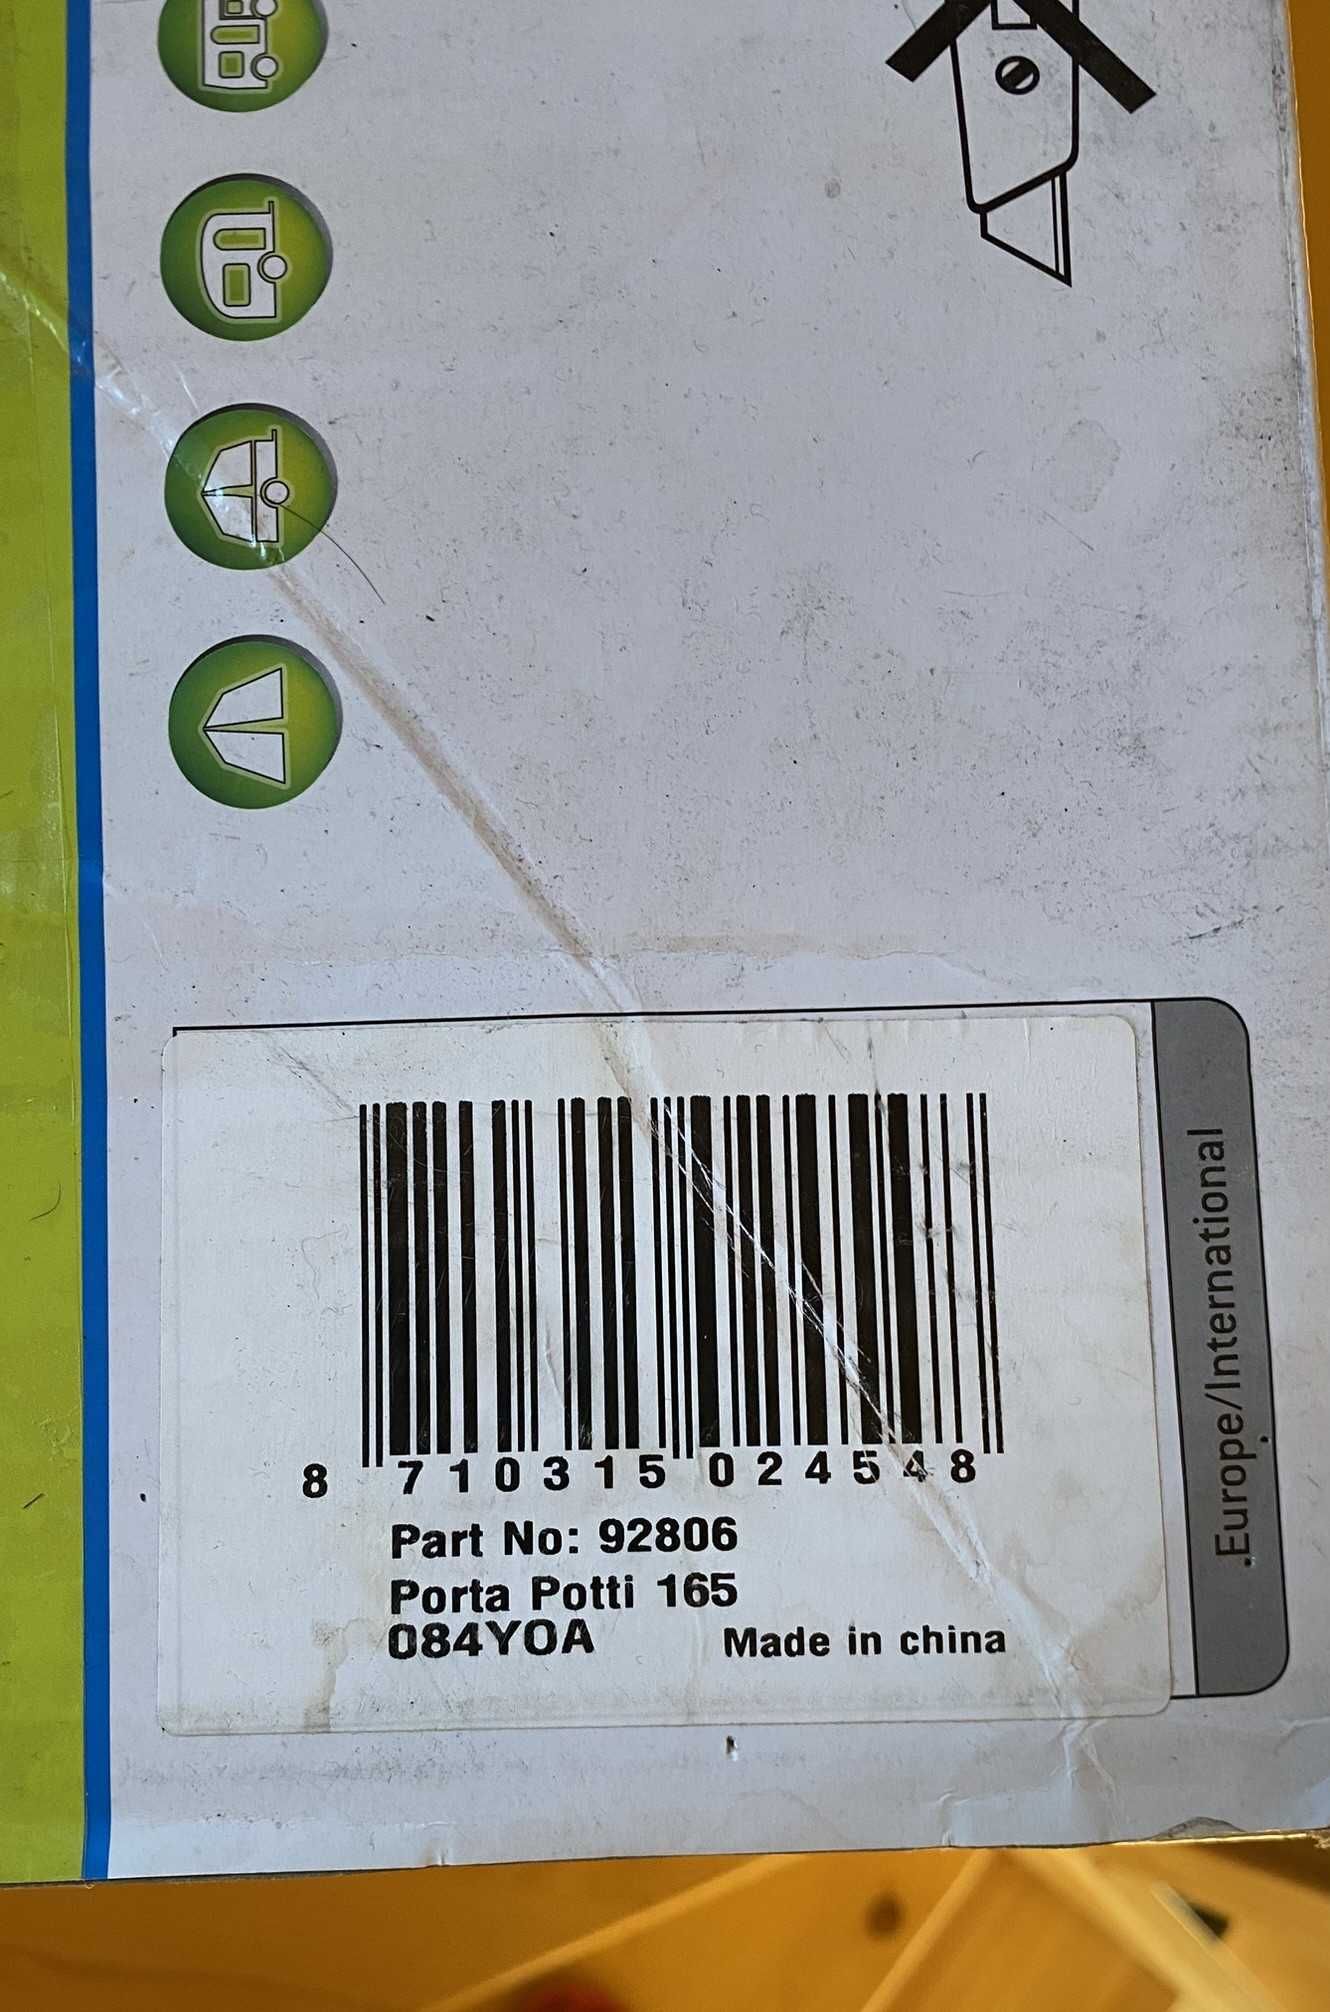 8 710315 024548
Part No: 92806
Porta Potti 165
084YOA Made in china
Europe/International